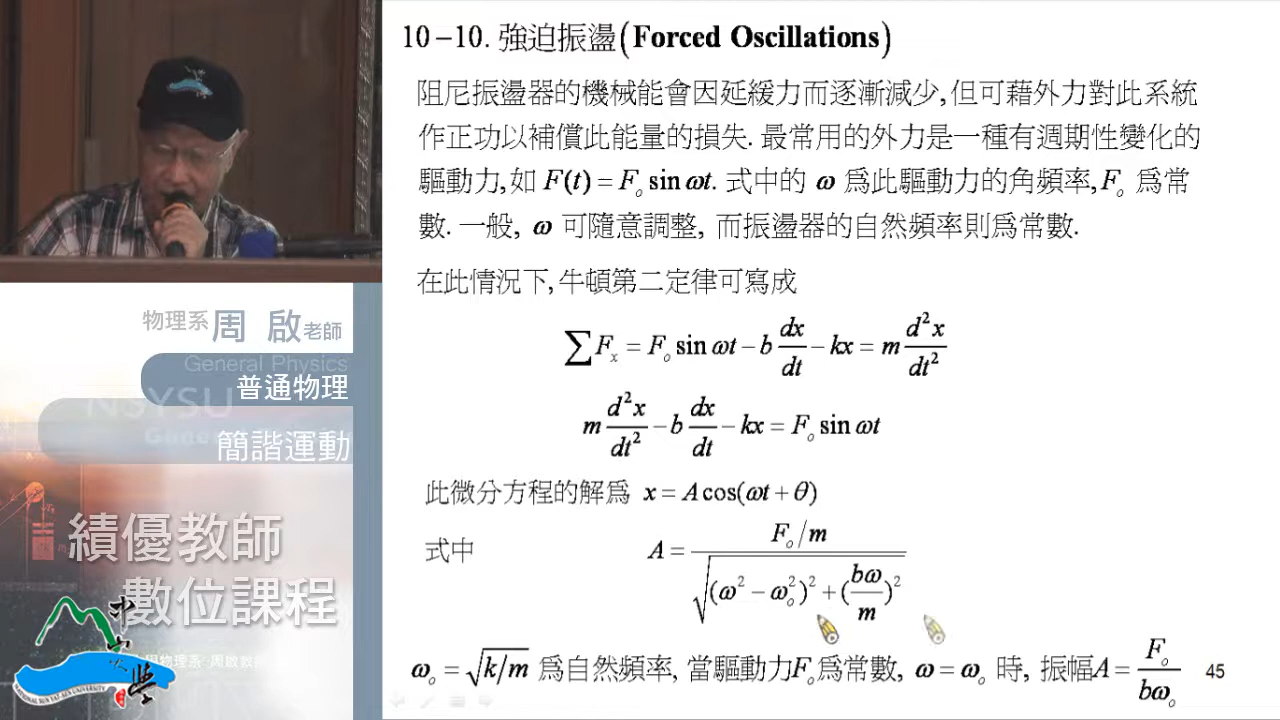 10-10. 強迫振盪(Forced Oscillations)
阻尼振盪器的機械能會因延緩力而逐漸減少,但可藉外力對此系統
作正功以補償此能量的損失. 最常用的外力是一種有週期性變化的
驅動力,如 F(t) = F₀ sin ωt. 式中的 ω 為此驅動力的角頻率, F₀ 為常
數. 一般, ω 可隨意調整, 而振盪器的自然頻率則為常數.
在此情況下,牛頓第二定律可寫成
∑Fₓ = F₀ sin ωt − b dx/dt − kx = m d²x/dt²
m d²x/dt² − b dx/dt − kx = F₀ sin ωt
此微分方程的解為 x = A cos(ωt + θ)
式中 A = (F₀/m) / √((ω² − ω₀²)² + (bω/m)²)
ω₀ = √(k/m) 為自然頻率, 當驅動力F₀為常數, ω = ω₀ 時, 振幅A = F₀/(bω₀)
45
物理系 周 啟 老師
General Physics
普通物理
NSYSU
簡諧運動
績優教師
數位課程